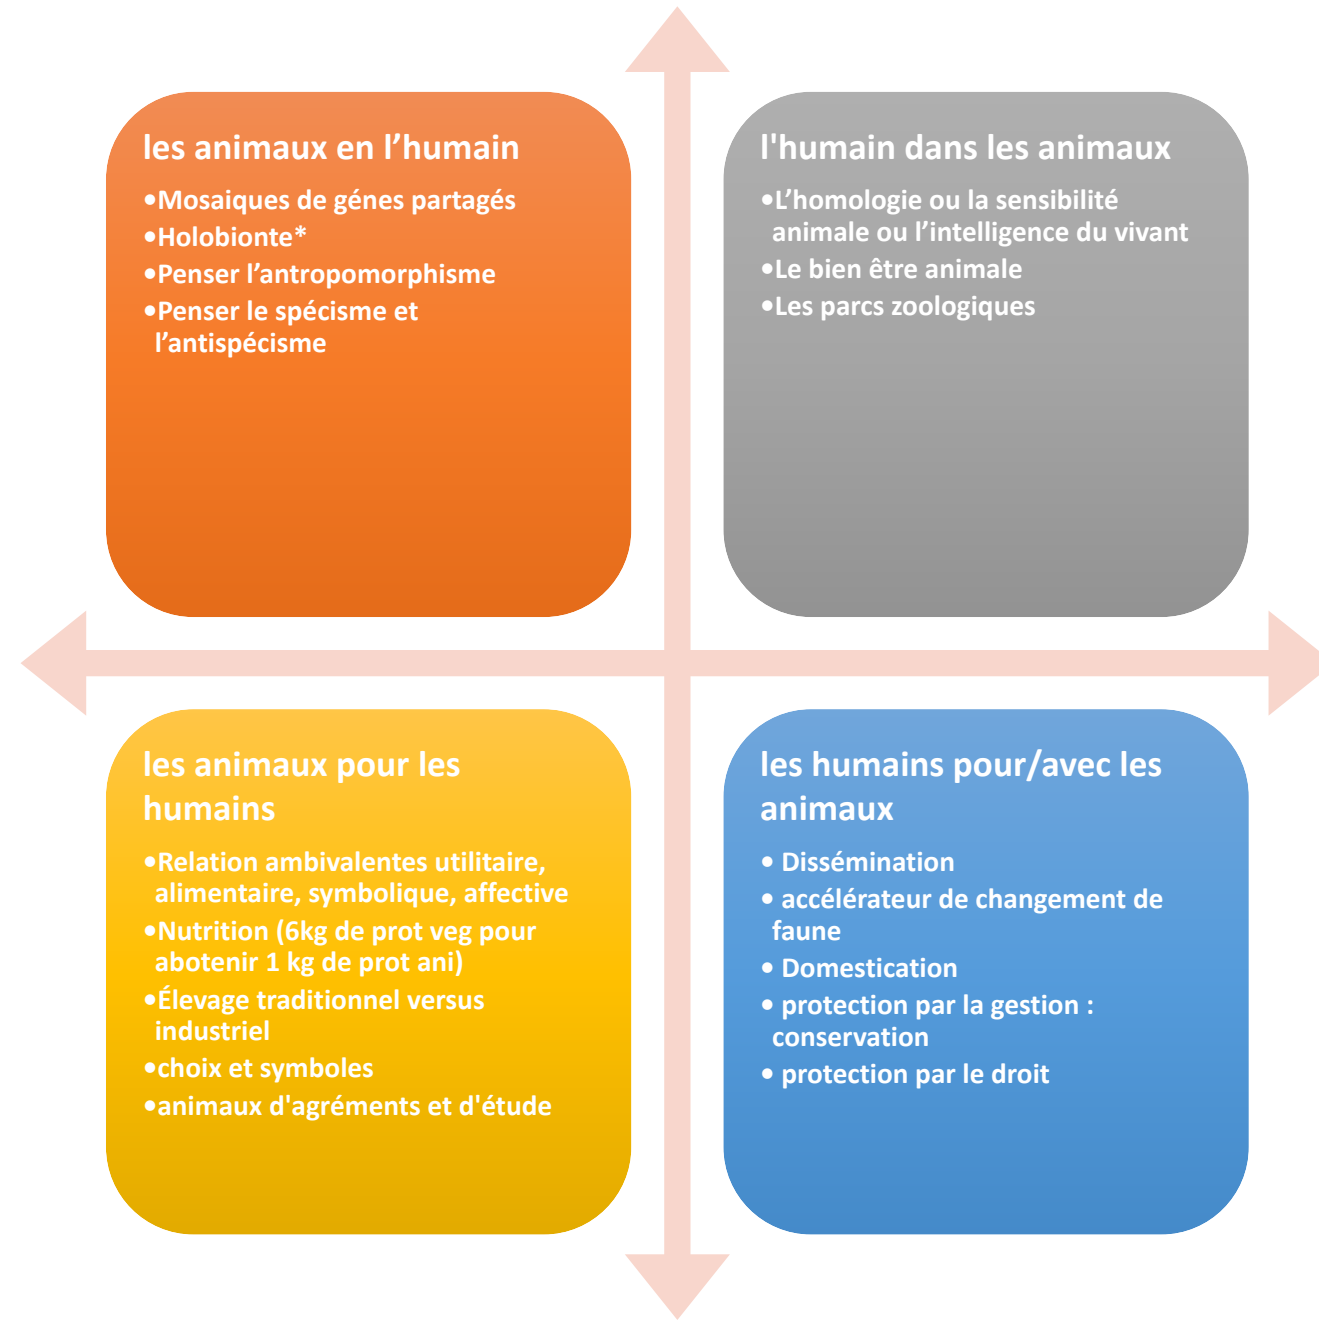 les animaux en l’humain
•Mosaiques de génes partagés
•Holobionte*
•Penser l’antropomorphisme
•Penser le spécisme et
l’antispécisme
l'humain dans les animaux
•L’homologie ou la sensibilité
animale ou l’intelligence du vivant
•Le bien être animale
•Les parcs zoologiques
les animaux pour les
humains
•Relation ambivalentes utilitaire,
alimentaire, symbolique, affective
•Nutrition (6kg de prot veg pour
abotenir 1 kg de prot ani)
•Élevage traditionnel versus
industriel
•choix et symboles
•animaux d'agréments et d'étude
les humains pour/avec les
animaux
• Dissémination
• accélérateur de changement de
faune
• Domestication
• protection par la gestion :
conservation
• protection par le droit